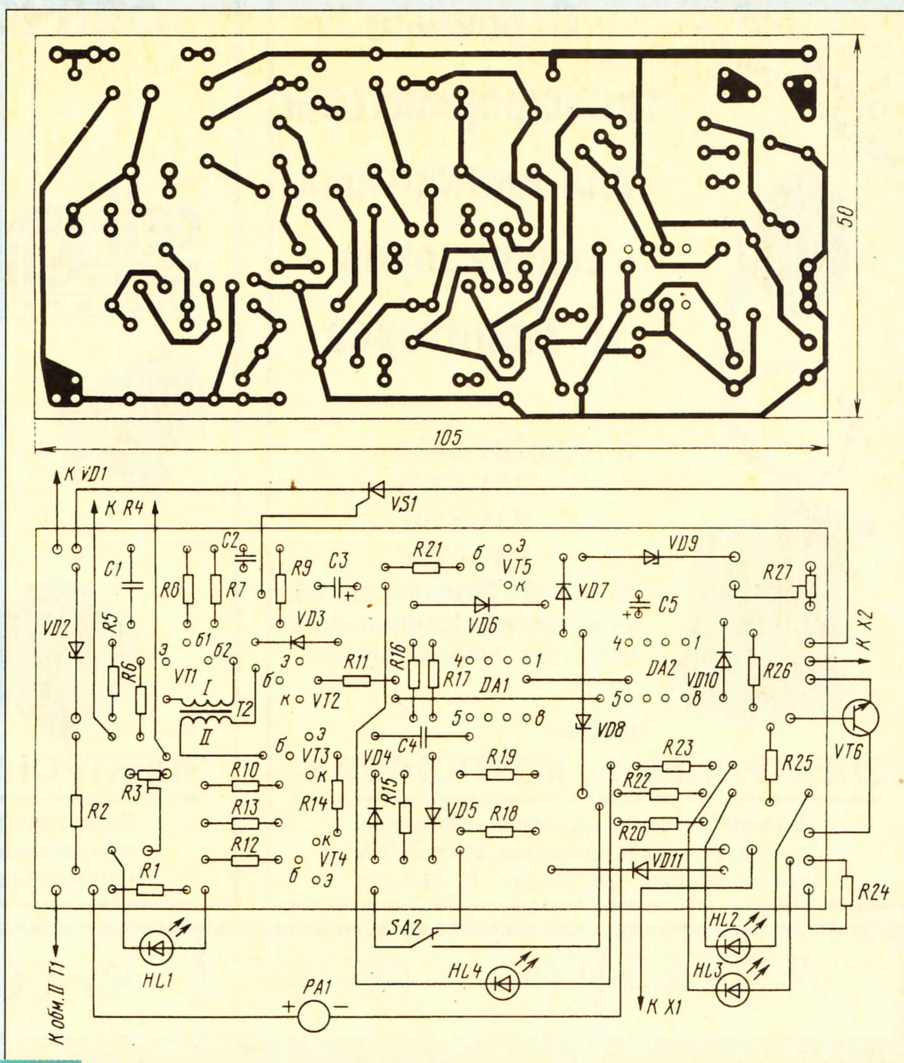 50
105
К VD1
К R4
VS1
C1
R8
R7
C2
R9
C3
+
R21
б
э
VT5
к
VD9
VD7
C5
+
R27
VD2
R5
R6
э
б1
б2
VT1
VD3
э
б
к
VT2
R11
R16
R17
VD6
4
1
DA1
5
8
4
1
DA2
5
8
VD10
R26
К X2
I
II
T2
VD8
VT6
R2
R3
R10
R13
R12
б
э
VT3
к
R14
к
VT4
б
э
VD4
C4
R15
VD5
R19
R18
R23
R22
R20
R25
VD11
R1
R24
HL1
SA2
HL4
HL2
HL3
К обм. II T1
+
PA1
−
К X1